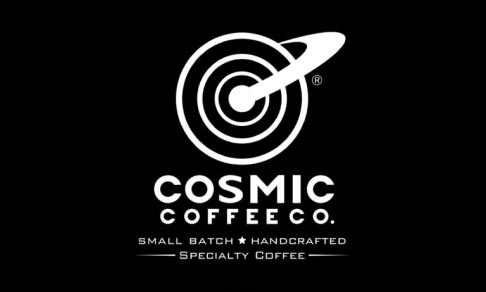 ®
COSMIC
COFFEE CO.
SMALL BATCH ★ HANDCRAFTED
SPECIALTY COFFEE